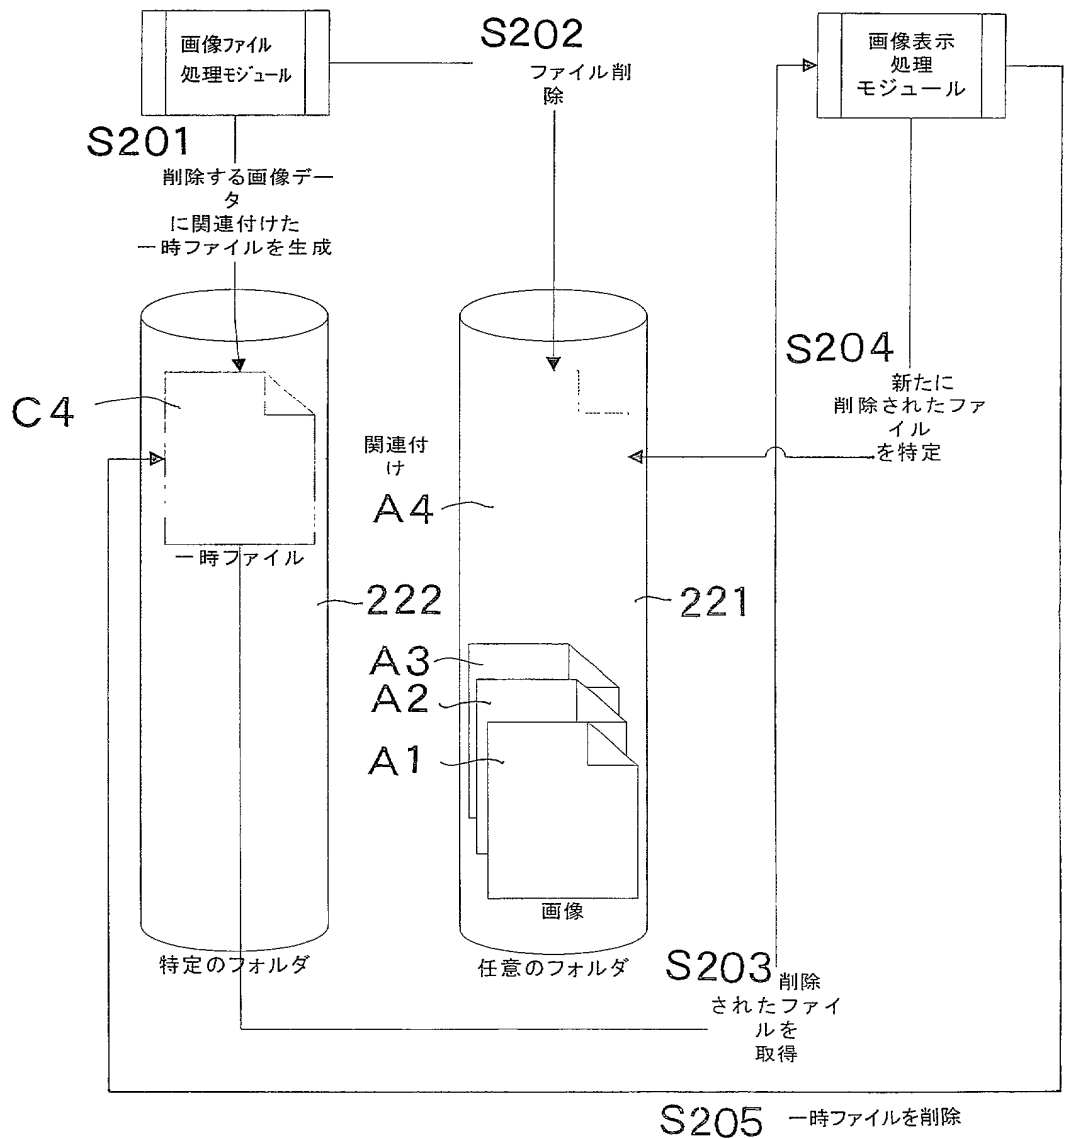 画像ファイル
処理モジュール
S201
削除する画像デー
タ
に関連付けた
一時ファイルを生成
S202
ファイル削
除
画像表示
処理
モジュール
S204
新たに
削除されたファ
イル
を特定
C4
関連付
け
A4
一時ファイル
222
221
A3
A2
A1
画像
特定のフォルダ
任意のフォルダ
S203
削除
されたファイ
ルを
取得
S205
一時ファイルを削除